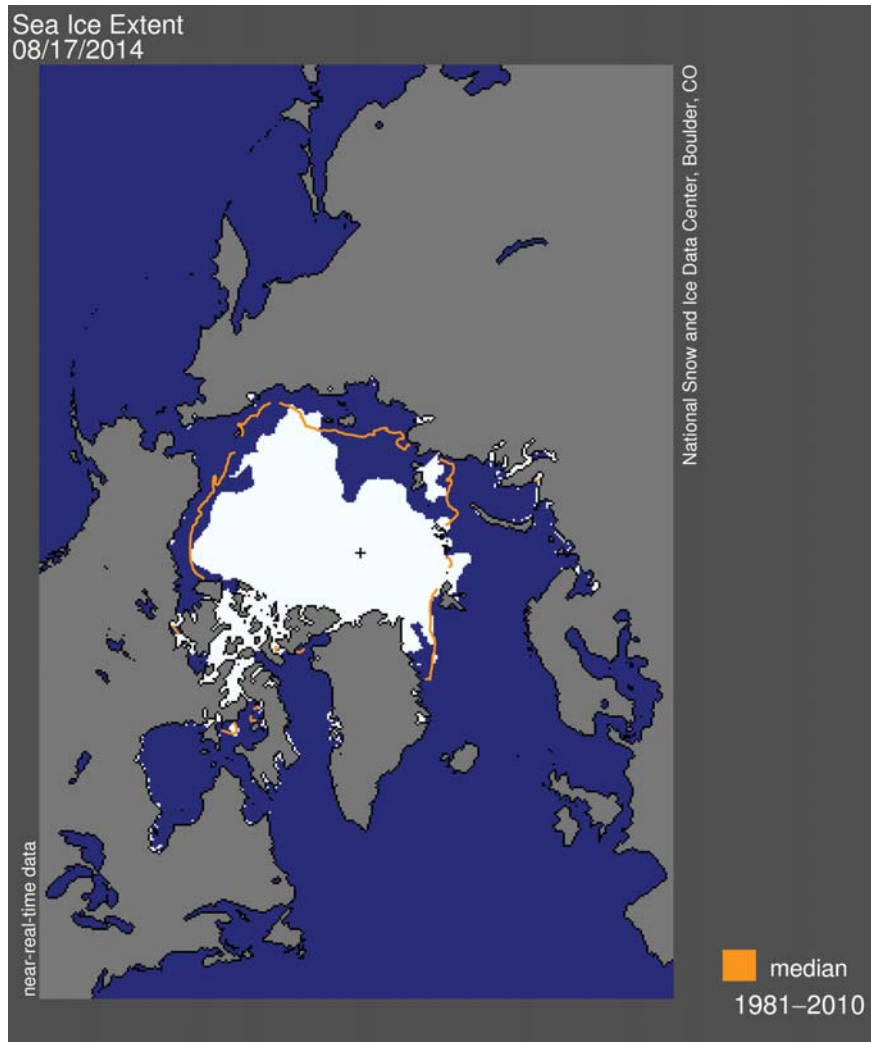 Sea Ice Extent
08/17/2014
National Snow and Ice Data Center, Boulder, CO
near-real-time data
median
1981–2010